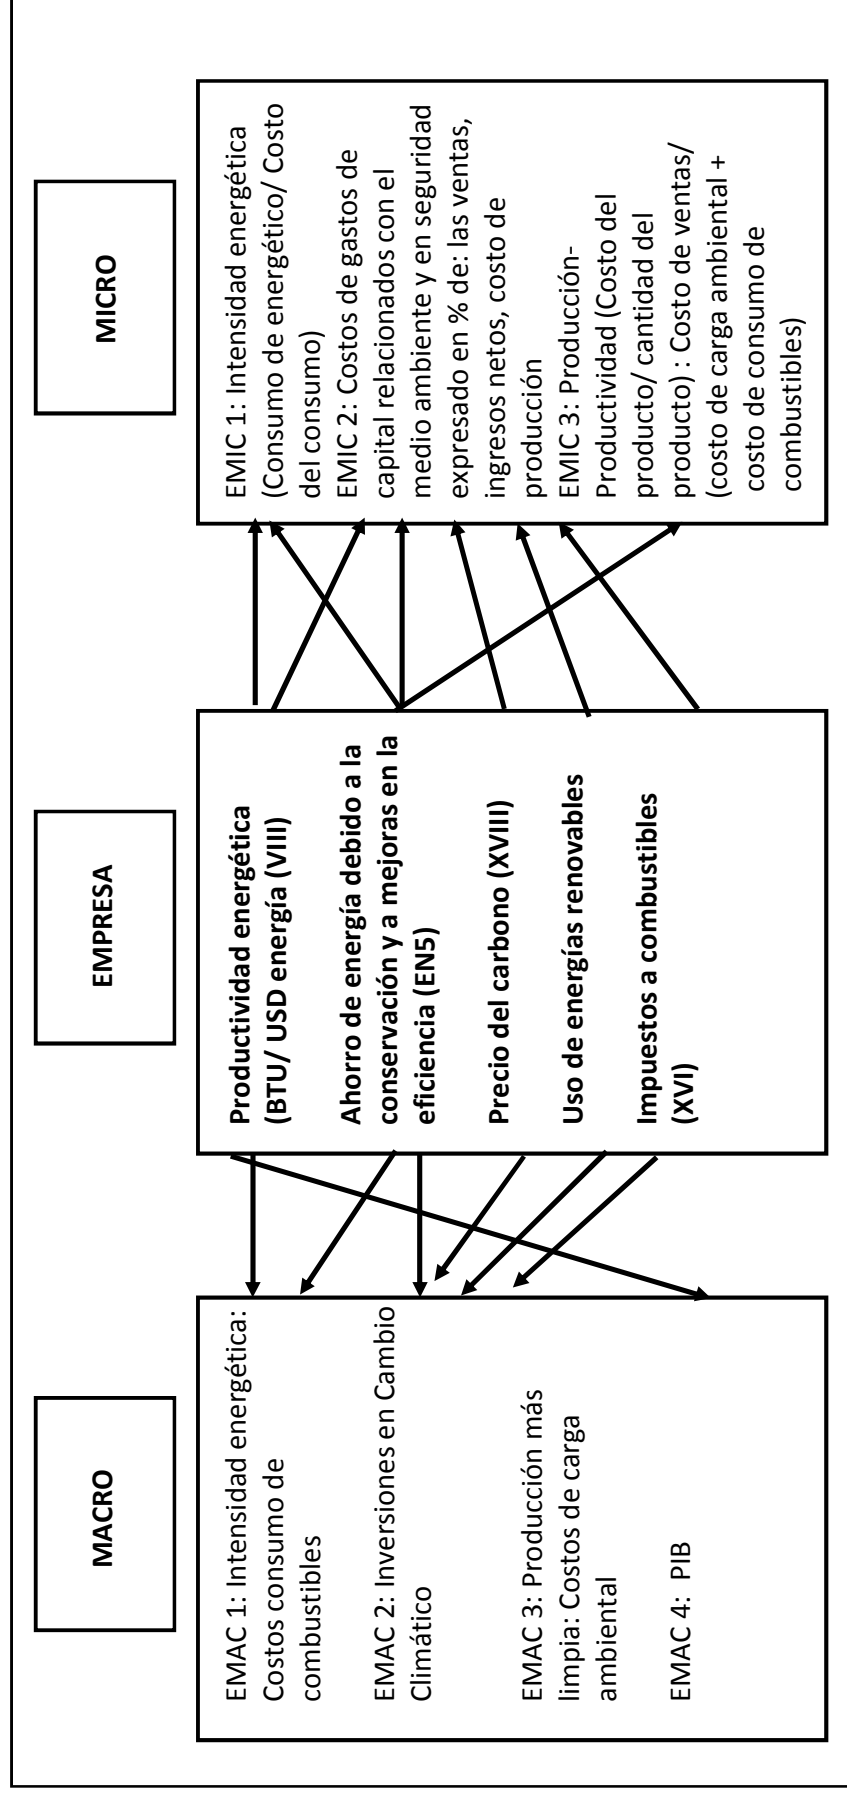 MACRO
EMAC 1: Intensidad energética:
Costos consumo de
combustibles
EMAC 2: Inversiones en Cambio
Climático
EMAC 3: Producción más
limpia: Costos de carga
ambiental
EMAC 4:  PIB
EMPRESA
Productividad energética
(BTU/ USD energía (VIII)
Ahorro de energía debido a la
conservación y a mejoras en la
eficiencia (EN5)
Precio del carbono (XVIII)
Uso de energías renovables
Impuestos a combustibles
(XVI)
MICRO
EMIC 1: Intensidad energética
(Consumo de energético/ Costo
del consumo)
EMIC 2: Costos de gastos de
capital relacionados con el
medio ambiente y en seguridad
expresado en % de: las ventas,
ingresos netos, costo de
producción
EMIC 3: Producción-
Productividad (Costo del
producto/ cantidad del
producto) : Costo de ventas/
(costo de carga ambiental +
costo de consumo de
combustibles)